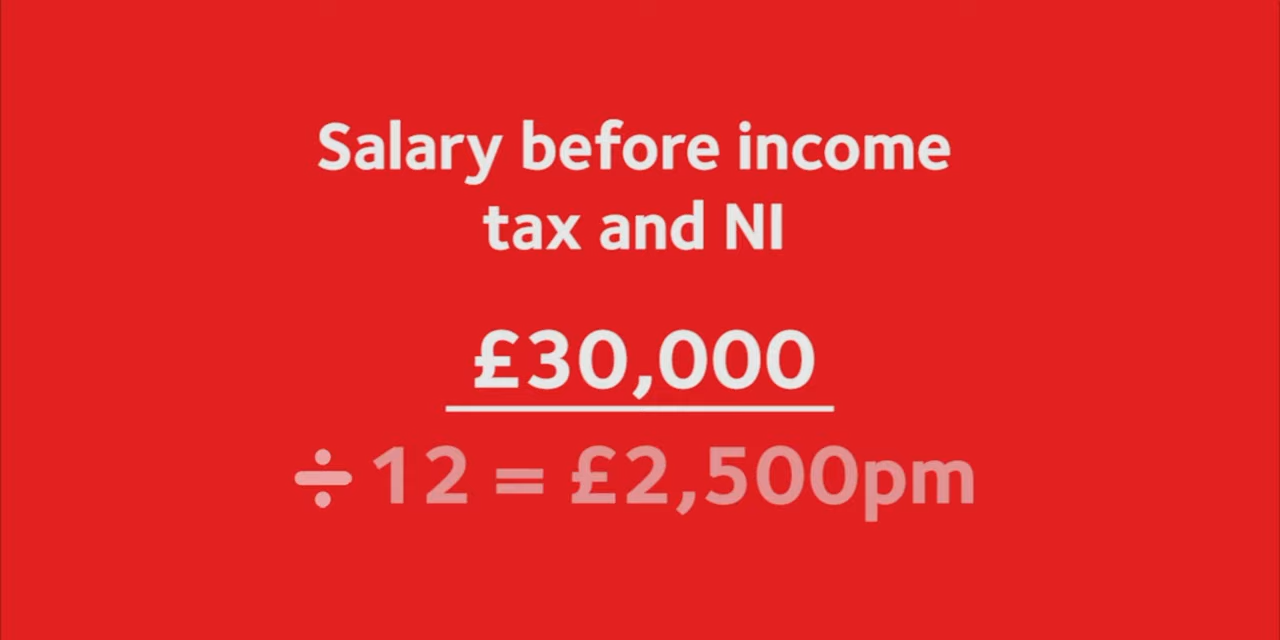 Salary before income
tax and NI
£30,000
÷ 12 = £2,500pm